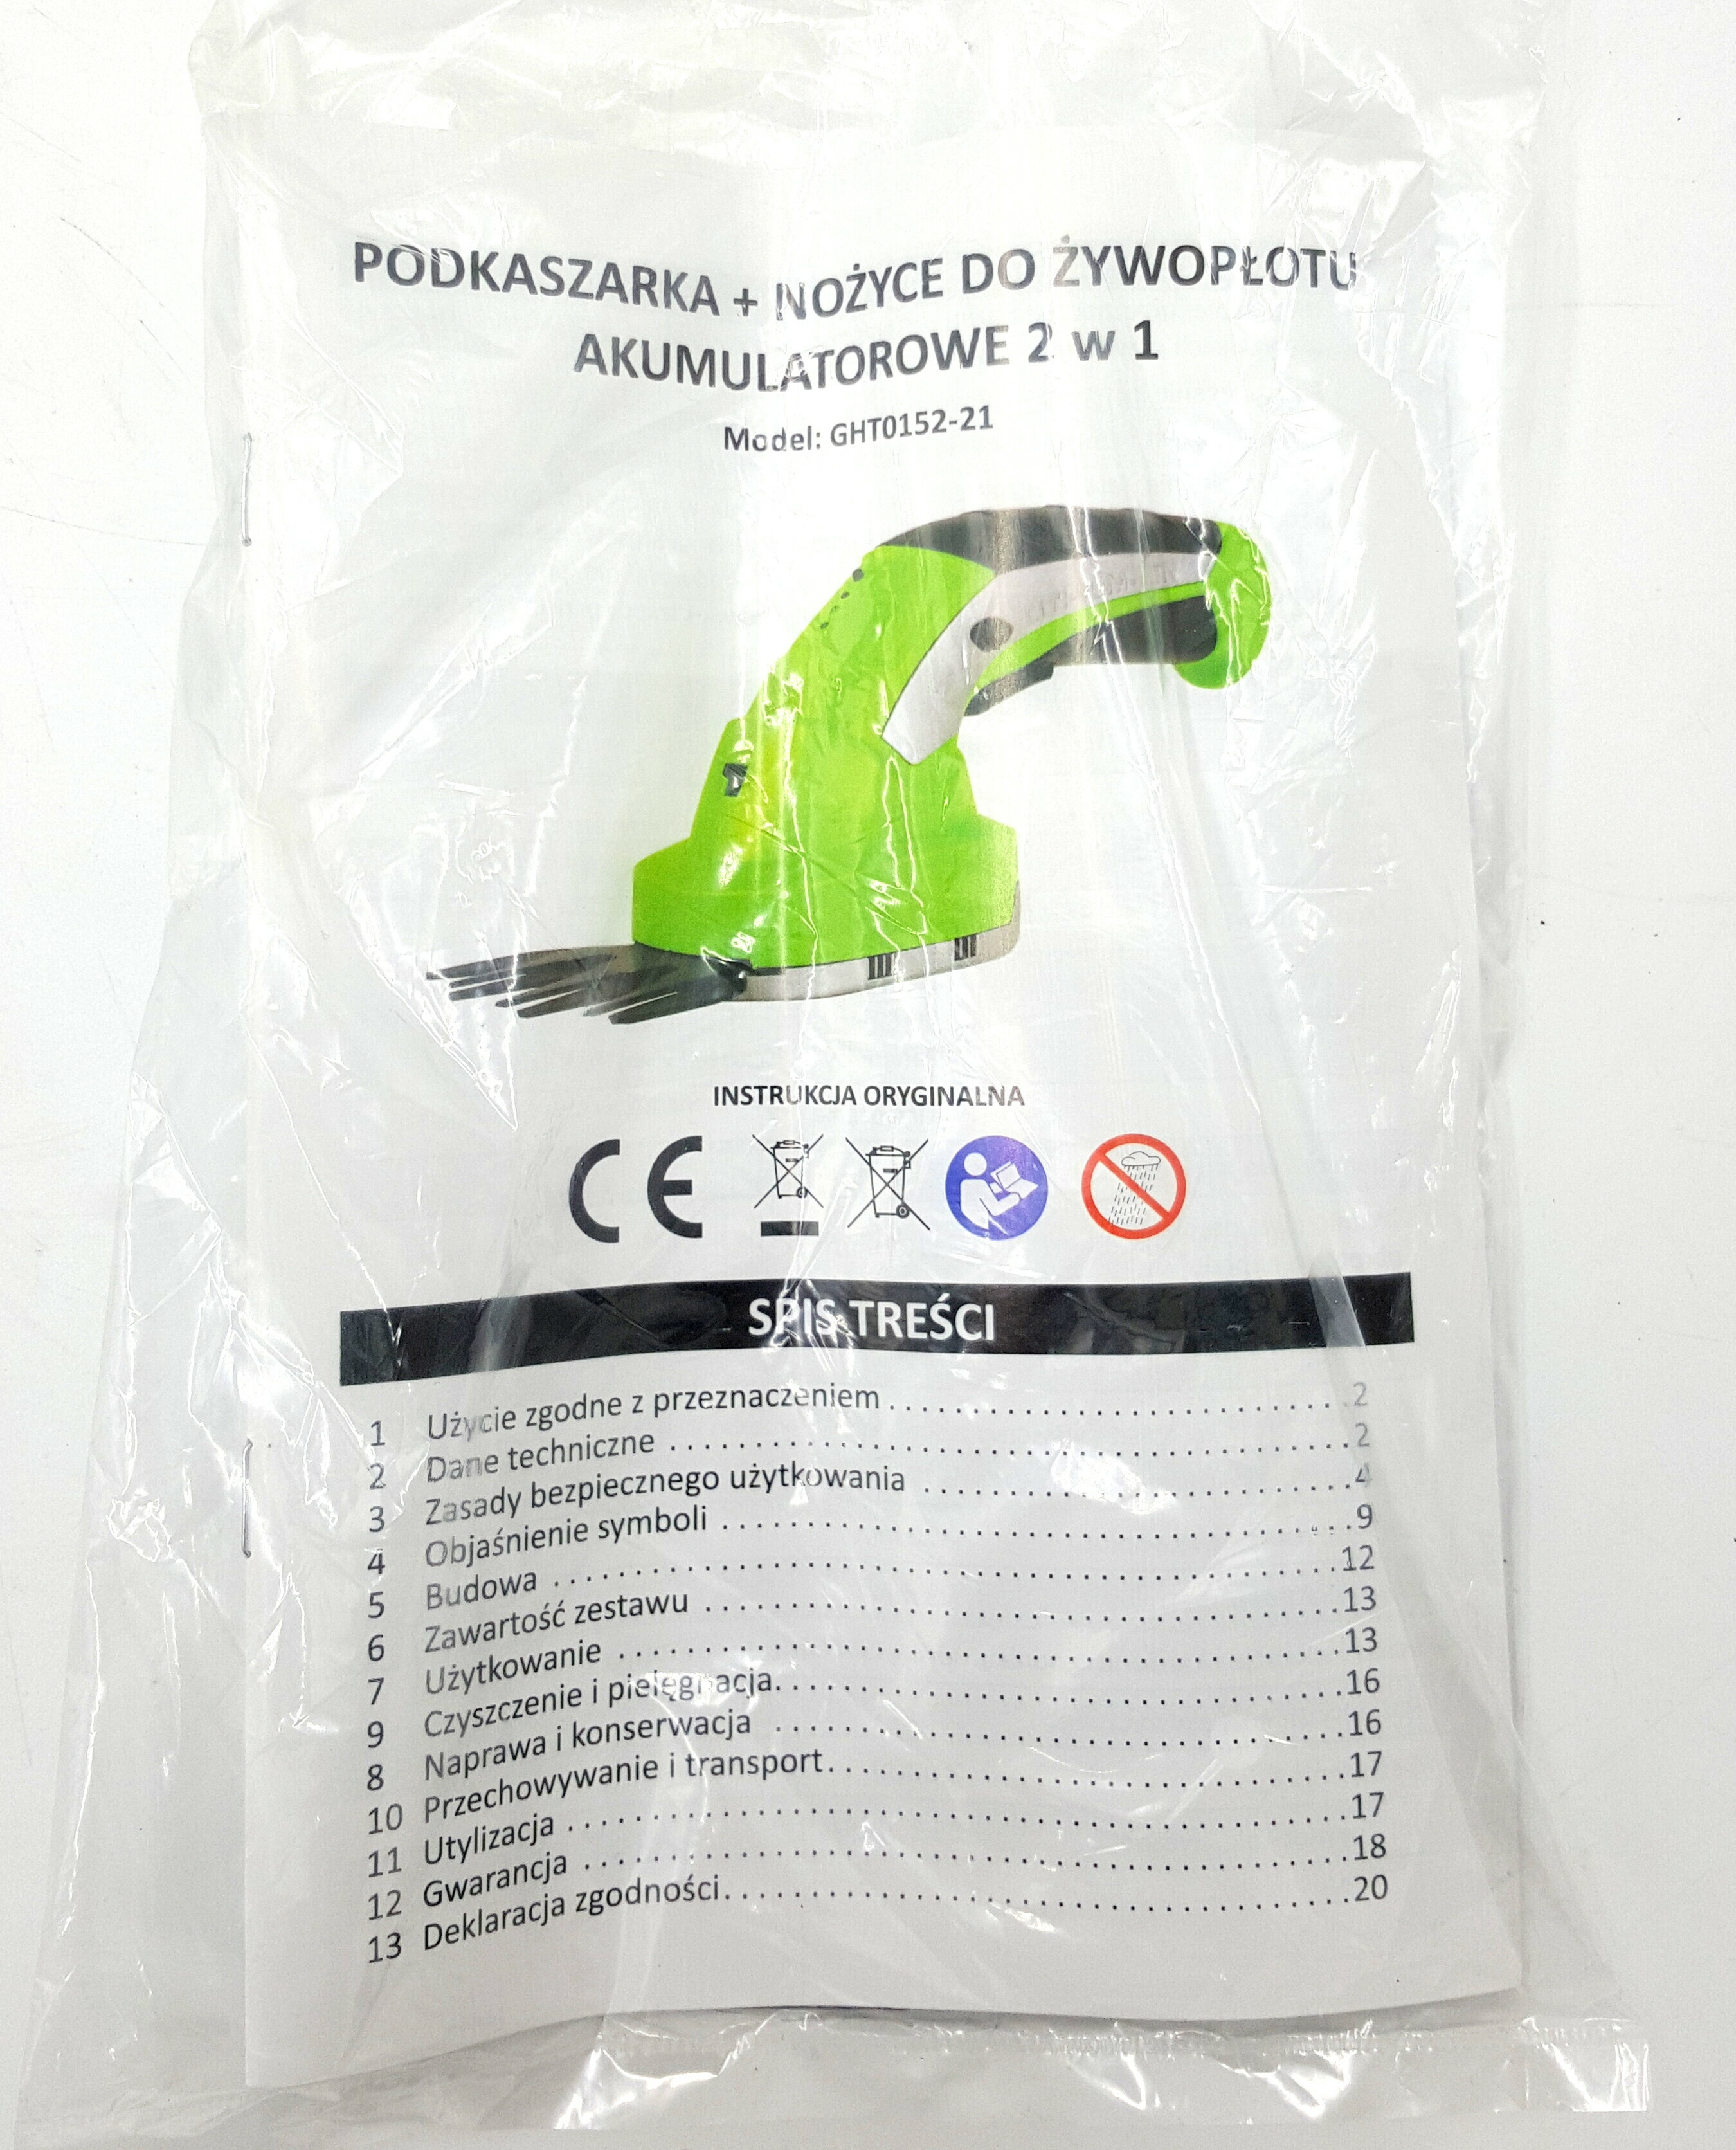 PODKASZARKA + NOŻYCE DO ŻYWOPŁOTU
AKUMULATOROWE 2 w 1
Model: GHT0152-21
INSTRUKCJA ORYGINALNA
CE
SPIS TREŚCI
1 Użycie zgodne z przeznaczeniem 2
2 Dane techniczne 2
3 Zasady bezpiecznego użytkowania 4
4 Objaśnienie symboli 9
5 Budowa 12
6 Zawartość zestawu 13
7 Użytkowanie 13
9 Czyszczenie i pielęgnacja 16
8 Naprawa i konserwacja 16
10 Przechowywanie i transport 17
11 Utylizacja 17
12 Gwarancja 18
13 Deklaracja zgodności 20